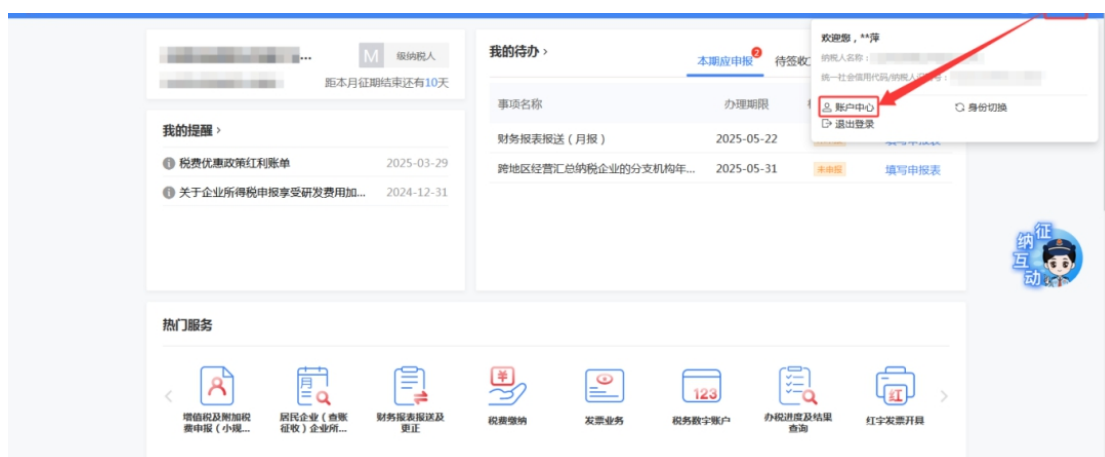 ...
M 级纳税人
距本月征期结束还有10天
我的提醒 >
税费优惠政策红利账单 2025-03-29
关于企业所得税申报享受研发费用加... 2024-12-31
我的待办 >
本期应申报 2 待签收
事项名称 办理期限
财务报表报送（月报） 2025-05-22 填写申报表
跨地区经营汇总纳税企业的分支机构年... 2025-05-31 未申报 填写申报表
欢迎您，**萍
纳税人名称：
统一社会信用代码/纳税人识别号：
账户中心 身份切换
退出登录
征
纳
互
动
热门服务
增值税及附加税
费申报（小规...
居民企业（查账
征收）企业所...
财务报表报送及
更正
税费缴纳
发票业务
123
税务数字账户
办税进度及结果
查询
红
红字发票开具